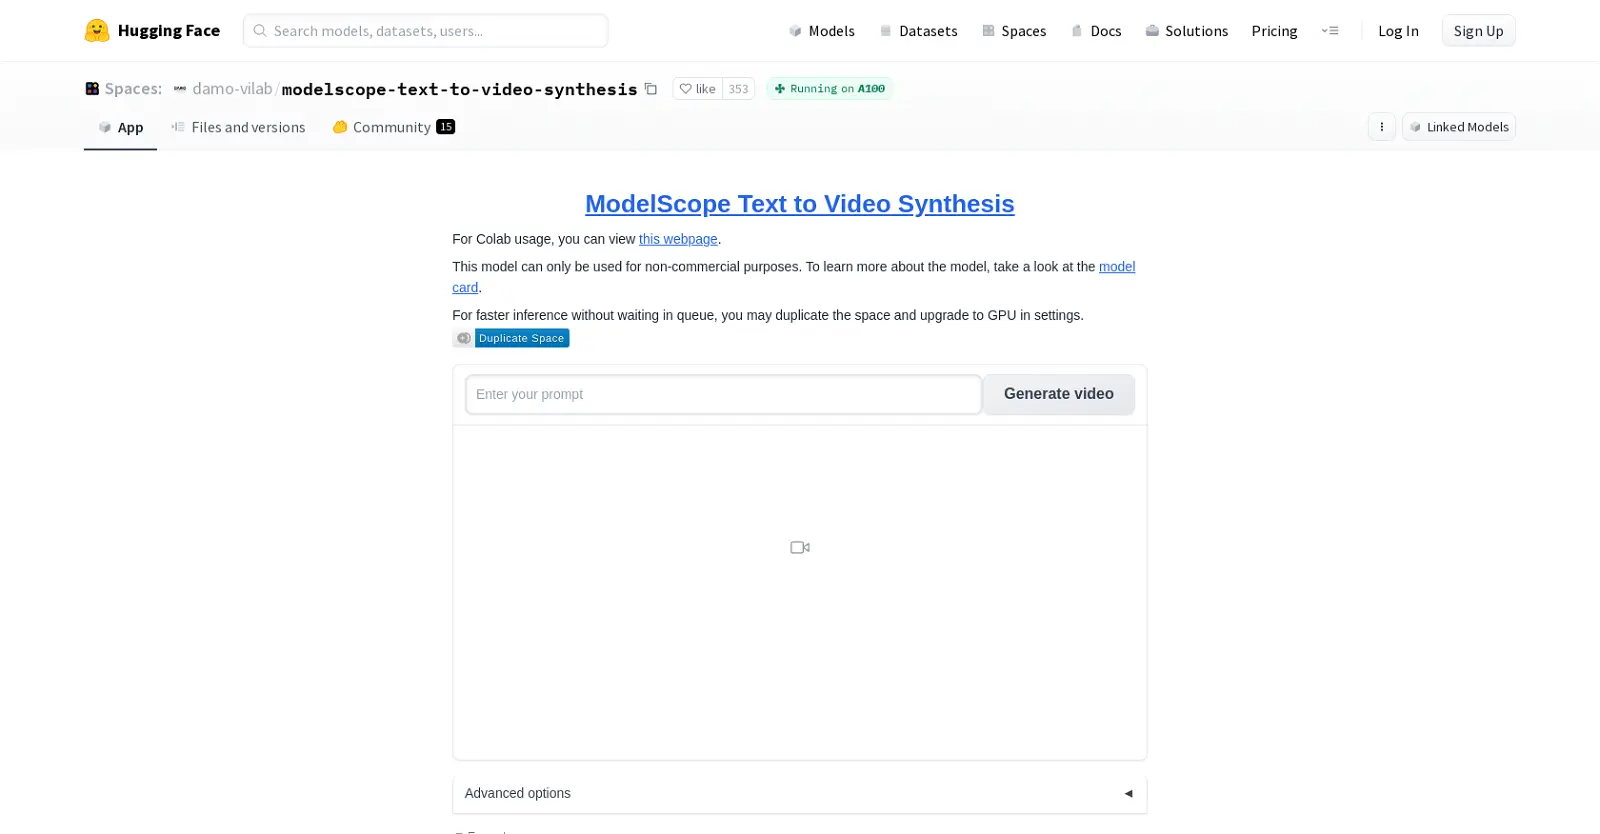 Hugging Face
Search models, datasets, users...
Models
Datasets
Spaces
Docs
Solutions
Pricing
Log In
Sign Up
Spaces:
damo-vilab/modelscope-text-to-video-synthesis
like
353
Running on A100
App
Files and versions
Community
15
Linked Models
ModelScope Text to Video Synthesis
For Colab usage, you can view this webpage.
This model can only be used for non-commercial purposes. To learn more about the model, take a look at the model
card.
For faster inference without waiting in queue, you may duplicate the space and upgrade to GPU in settings.
Duplicate Space
Enter your prompt
Generate video
Advanced options